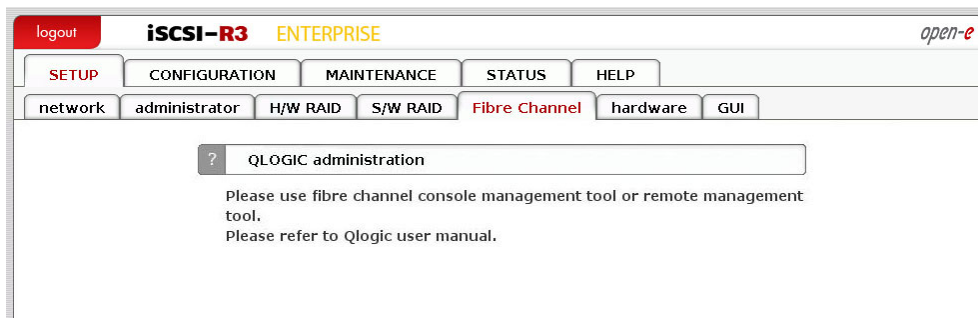 logout iSCSI-R3 ENTERPRISE open-e
SETUP CONFIGURATION MAINTENANCE STATUS HELP
network administrator H/W RAID S/W RAID Fibre Channel hardware GUI
? QLOGIC administration
Please use fibre channel console management tool or remote management
tool.
Please refer to Qlogic user manual.